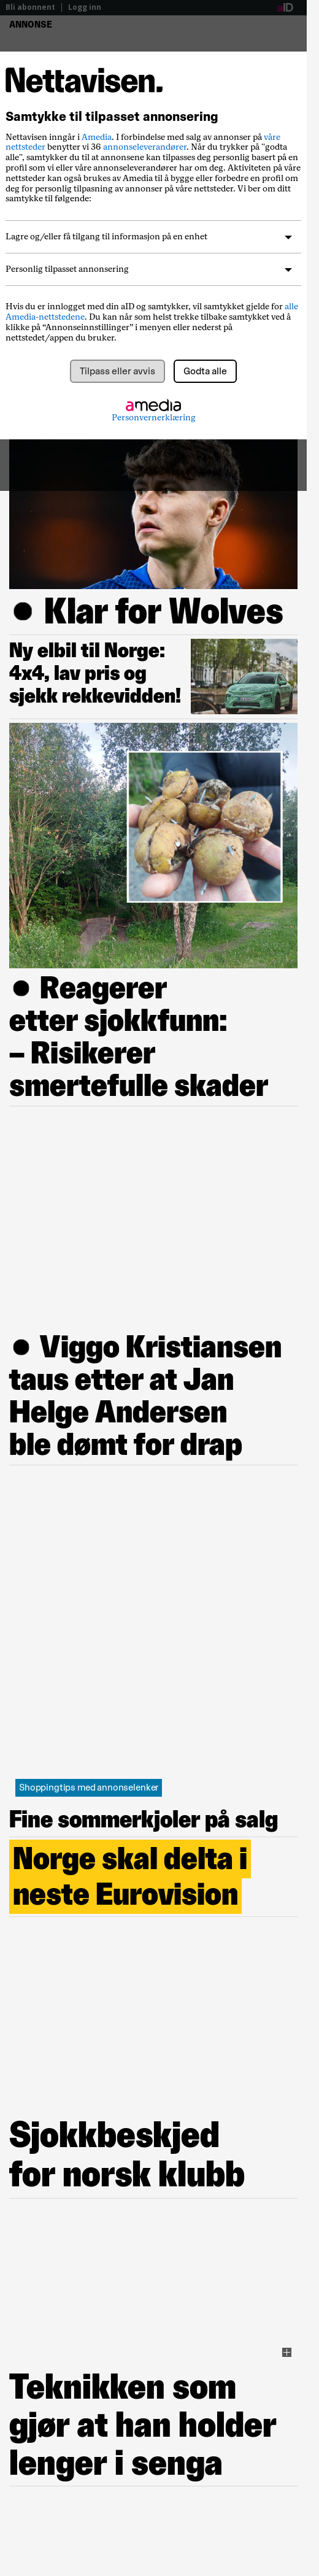 Bli abonnent
Logg inn
aID
ANNONSE
Nettavisen.
Samtykke til tilpasset annonsering
Nettavisen inngår i Amedia. I forbindelse med salg av annonser på våre
nettsteder benytter vi 36 annonseleverandører. Når du trykker på "godta
alle", samtykker du til at annonsene kan tilpasses deg personlig basert på en
profil som vi eller våre annonseleverandører har om deg. Aktiviteten på våre
nettsteder kan også brukes av Amedia til å bygge eller forbedre en profil om
deg for personlig tilpasning av annonser på våre nettsteder. Vi ber om ditt
samtykke til følgende:
Lagre og/eller få tilgang til informasjon på en enhet
Personlig tilpasset annonsering
Hvis du er innlogget med din aID og samtykker, vil samtykket gjelde for alle
Amedia-nettstedene. Du kan når som helst trekke tilbake samtykket ved å
klikke på “Annonseinnstillinger” i menyen eller nederst på
nettstedet/appen du bruker.
Tilpass eller avvis
Godta alle
amedia
Personvernerklæring
Klar for Wolves
Ny elbil til Norge:
4x4, lav pris og
sjekk rekkevidden!
Reagerer
etter sjokkfunn:
– Risikerer
smertefulle skader
Viggo Kristiansen
taus etter at Jan
Helge Andersen
ble dømt for drap
Shoppingtips med annonselenker
Fine sommerkjoler på salg
Norge skal delta i
neste Eurovision
Sjokkbeskjed
for norsk klubb
Teknikken som
gjør at han holder
lenger i senga